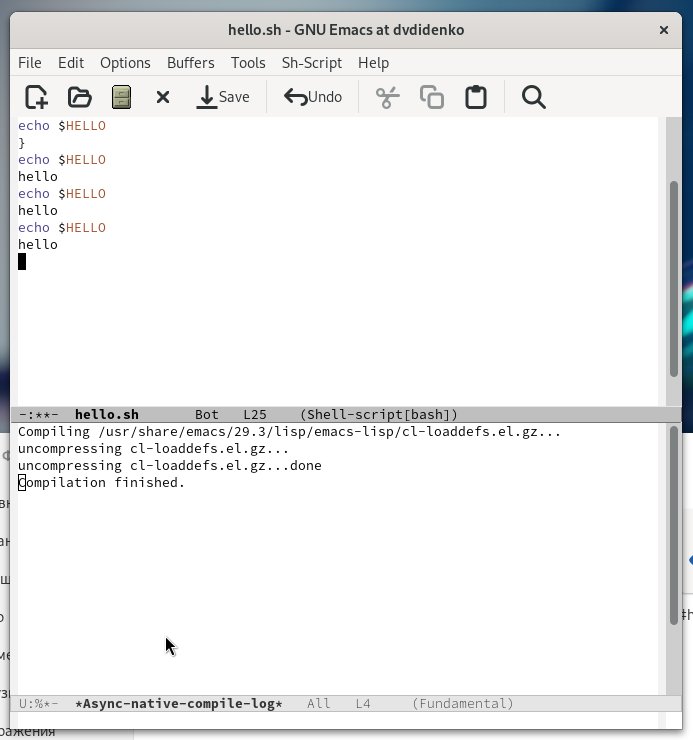 hello.sh - GNU Emacs at dvdidenko
File Edit Options Buffers Tools Sh-Script Help
Save Undo
echo $HELLO
}
echo $HELLO
hello
echo $HELLO
hello
echo $HELLO
hello
-:**- hello.sh Bot L25 (Shell-script[bash])
Compiling /usr/share/emacs/29.3/lisp/emacs-lisp/cl-loaddefs.el.gz...
uncompressing cl-loaddefs.el.gz...
uncompressing cl-loaddefs.el.gz...done
Compilation finished.
U:%*- *Async-native-compile-log* All L4 (Fundamental)